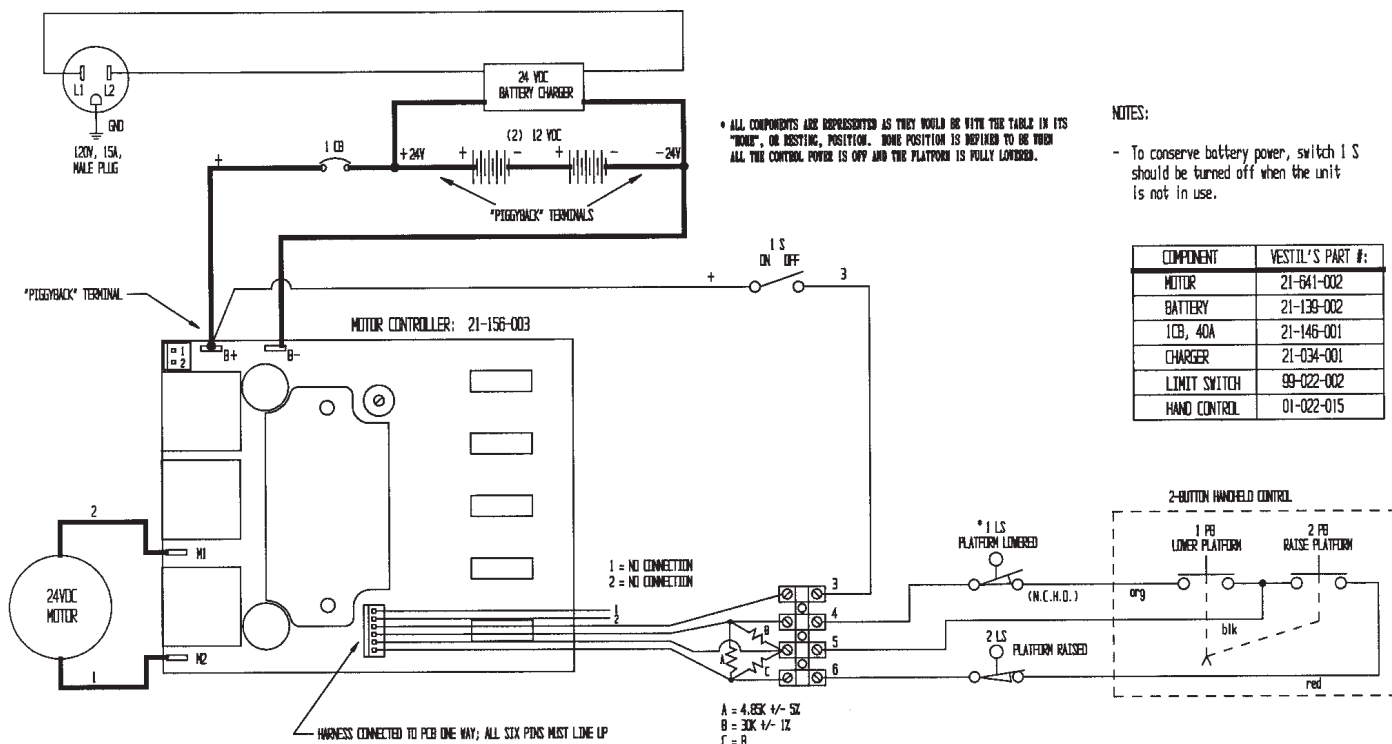 24 VDC
BATTERY CHARGER
L1 L2
GND
120V, 15A,
MALE PLUG
+
1 CB
+24V
(2) 12 VDC
+ - + -
-24V
"PIGGYBACK" TERMINALS
* ALL COMPONENTS ARE REPRESENTED AS THEY WOULD BE WITH THE TABLE IN ITS
"HOME", OR RESTING, POSITION. HOME POSITION IS DEFINED TO BE WHEN
ALL THE CONTROL POWER IS OFF AND THE PLATFORM IS FULLY LOWERED.
NOTES:
- To conserve battery power, switch 1 S
should be turned off when the unit
is not in use.
COMPONENT VESTIL'S PART #:
MOTOR 21-641-002
BATTERY 21-139-002
1CB, 40A 21-146-001
CHARGER 21-034-001
LIMIT SWITCH 99-022-002
HAND CONTROL 01-022-015
1 S
ON OFF
+
3
"PIGGYBACK" TERMINAL
MOTOR CONTROLLER: 21-156-003
1
2
B+
B-
2
M1
24VDC
MOTOR
M2
1
1 = NO CONNECTION
2 = NO CONNECTION
1
2
3
4
5
6
A
B
C
A = 4.85K +/- 5%
B = 30K +/- 1%
C = B
HARNESS CONNECTED TO PCB ONE WAY; ALL SIX PINS MUST LINE UP
* 1 LS
PLATFORM LOWERED
(N.C.H.O.)
2 LS
PLATFORM RAISED
2-BUTTON HANDHELD CONTROL
1 PB
LOWER PLATFORM
2 PB
RAISE PLATFORM
org
blk
red